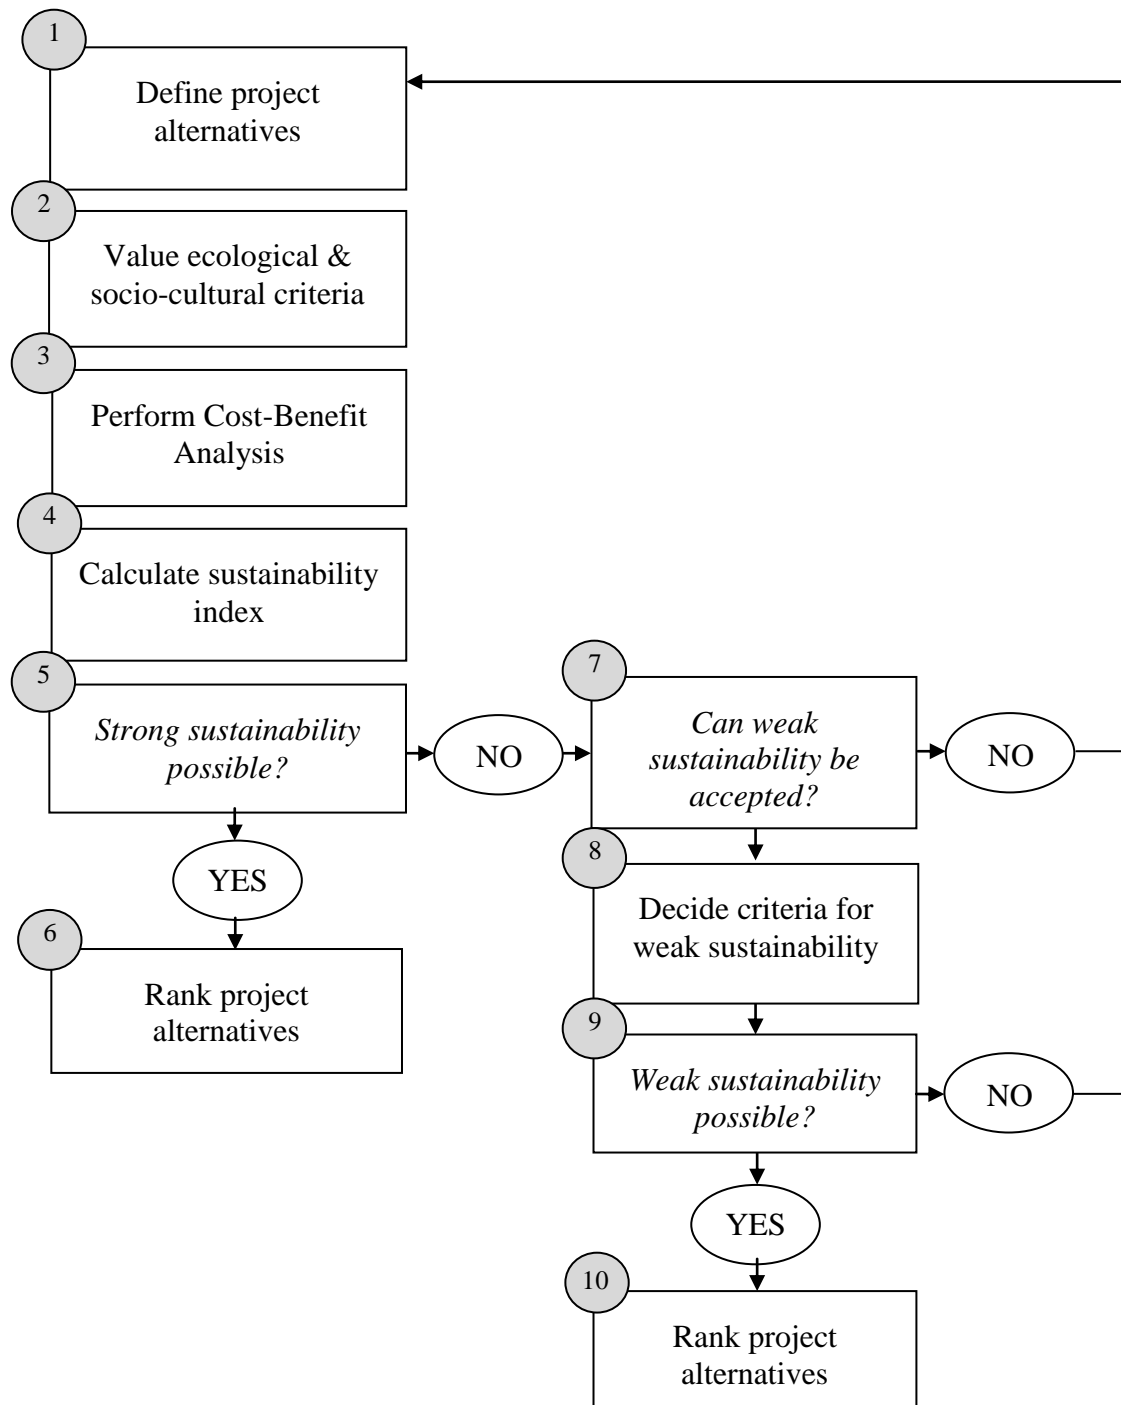 1
Define project
alternatives
2
Value ecological &
socio-cultural criteria
3
Perform Cost-Benefit
Analysis
4
Calculate sustainability
index
5
Strong sustainability
possible?
NO
YES
6
Rank project
alternatives
7
Can weak
sustainability be
accepted?
NO
8
Decide criteria for
weak sustainability
9
Weak sustainability
possible?
NO
YES
10
Rank project
alternatives